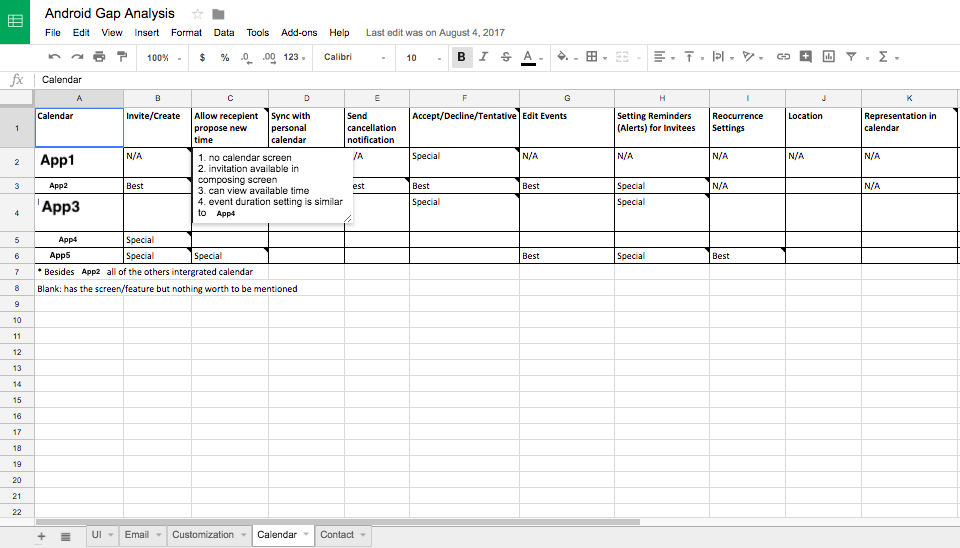 Android Gap Analysis
File Edit View Insert Format Data Tools Add-ons Help Last edit was on August 4, 2017
100% $ % .0 .00 123 Calibri 10 B I S A Σ
fx Calendar
A B C D E F G H I J K
1 Calendar Invite/Create Allow recepient propose new time Sync with personal calendar Send cancellation notification Accept/Decline/Tentative Edit Events Setting Reminders (Alerts) for Invitees Reocurrence Settings Location Representation in calendar
2 App1 N/A /A Special N/A N/A N/A N/A N/A
1. no calendar screen
2. invitation available in
composing screen
3. can view available time
4. event duration setting is similar
to App4
3 App2 Best est Best Best Special N/A N/A
4 App3 Special Special
5 App4 Special
6 App5 Special Special Best Special Best
7 * Besides App2 all of the others intergrated calendar
8 Blank: has the screen/feature but nothing worth to be mentioned
9
10
11
12
13
14
15
16
17
18
19
20
21
22
+ UI Email Customization Calendar Contact